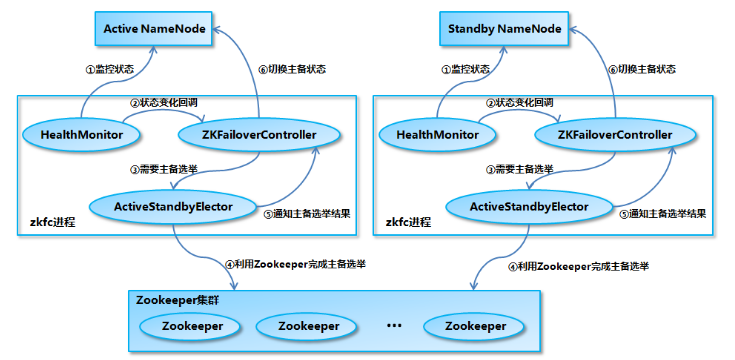 Active NameNode
Standby NameNode
①监控状态
⑥切换主备状态
①监控状态
⑥切换主备状态
②状态变化回调
②状态变化回调
HealthMonitor
ZKFailoverController
HealthMonitor
ZKFailoverController
③需要主备选举
③需要主备选举
ActiveStandbyElector
ActiveStandbyElector
⑤通知主备选举结果
⑤通知主备选举结果
zkfc进程
zkfc进程
④利用Zookeeper完成主备选举
④利用Zookeeper完成主备选举
Zookeeper集群
Zookeeper
Zookeeper
...
Zookeeper